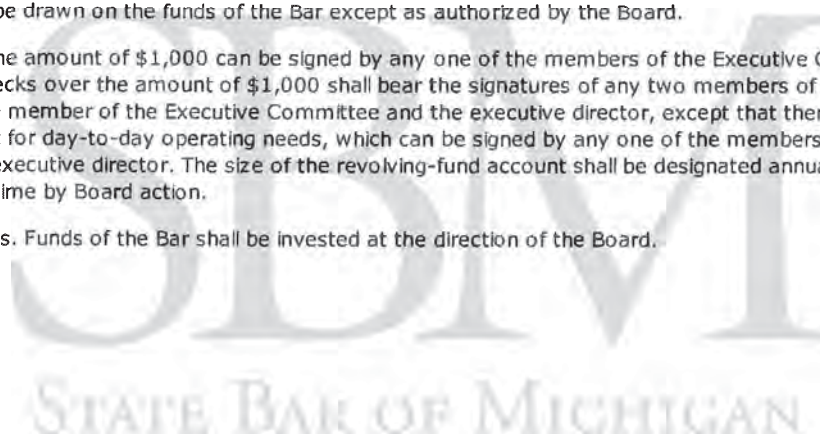 be drawn on the funds of the Bar except as authorized by the Board.
amount of $1,000 can be signed by any one of the members of the Executive
over the amount of $1,000 shall bear the signatures of any two members of
member of the Executive Committee and the executive director, except that
for day-to-day operating needs, which can be signed by any one of the members
executive director. The size of the revolving-fund account shall be designated
by Board action.
Funds of the Bar shall be invested at the direction of the Board.
SBM
STATE BAR OF MICHIGAN